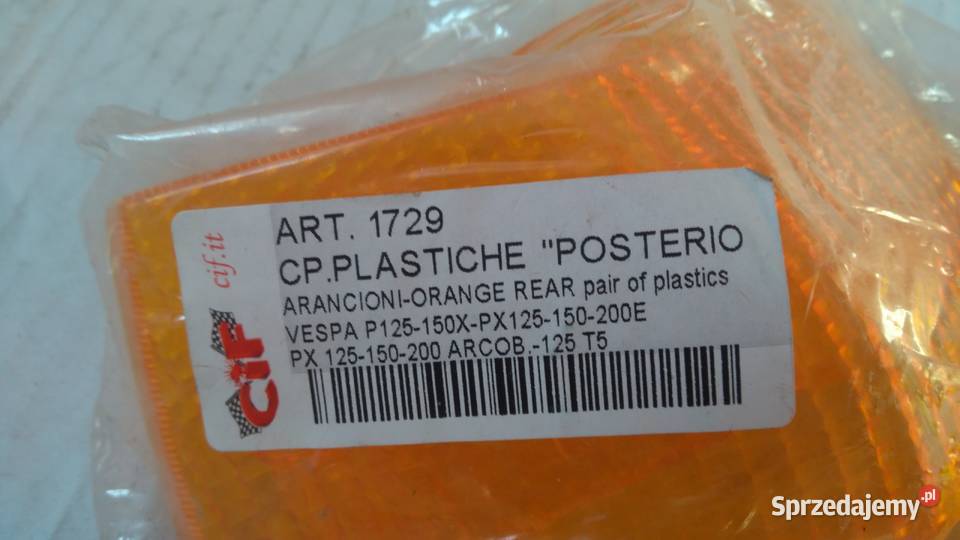 ART. 1729
CP.PLASTICHE "POSTERIO
ARANCIONI-ORANGE REAR pair of plastics
VESPA P125-150X-PX125-150-200E
PX 125-150-200 ARCOB.-125 T5
cif.it
CIF
Sprzedajemy.pl